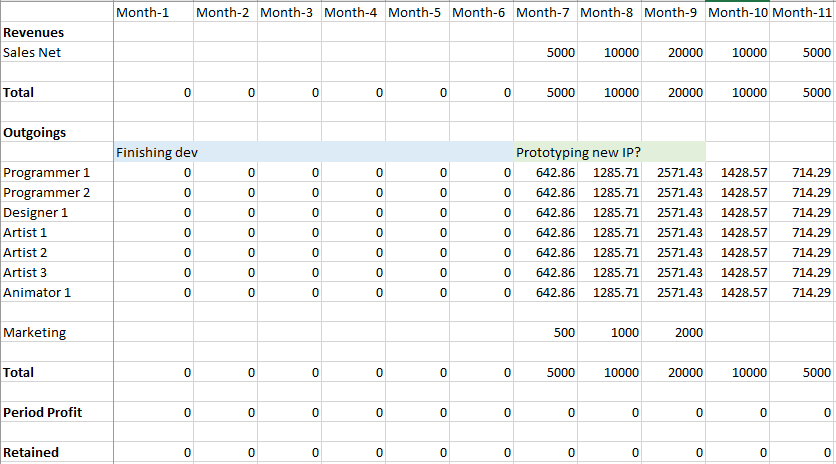 Month-1 Month-2 Month-3 Month-4 Month-5 Month-6 Month-7 Month-8 Month-9 Month-10 Month-11
Revenues
Sales Net 5000 10000 20000 10000 5000
Total 0 0 0 0 0 0 5000 10000 20000 10000 5000
Outgoings
Finishing dev Prototyping new IP?
Programmer 1 0 0 0 0 0 0 642.86 1285.71 2571.43 1428.57 714.29
Programmer 2 0 0 0 0 0 0 642.86 1285.71 2571.43 1428.57 714.29
Designer 1 0 0 0 0 0 0 642.86 1285.71 2571.43 1428.57 714.29
Artist 1 0 0 0 0 0 0 642.86 1285.71 2571.43 1428.57 714.29
Artist 2 0 0 0 0 0 0 642.86 1285.71 2571.43 1428.57 714.29
Artist 3 0 0 0 0 0 0 642.86 1285.71 2571.43 1428.57 714.29
Animator 1 0 0 0 0 0 0 642.86 1285.71 2571.43 1428.57 714.29
Marketing 500 1000 2000
Total 0 0 0 0 0 0 5000 10000 20000 10000 5000
Period Profit 0 0 0 0 0 0 0 0 0 0 0
Retained 0 0 0 0 0 0 0 0 0 0 0